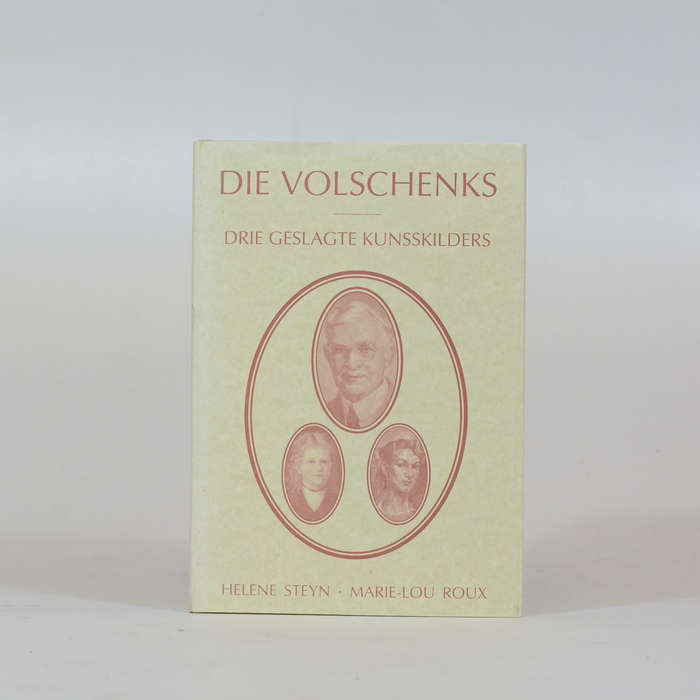 DIE VOLSCHENKS
DRIE GESLAGTE KUNSSKILDERS
HELENE STEYN · MARIE-LOU ROUX